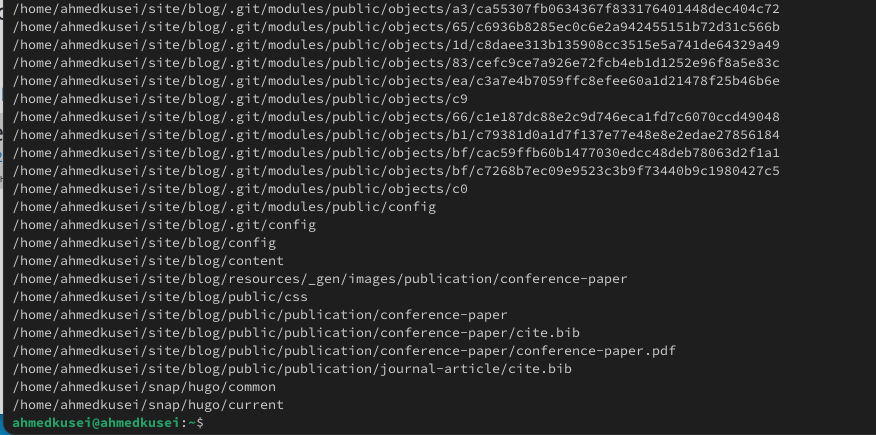 /home/ahmedkusei/site/blog/.git/modules/public/objects/a3/ca55307fb0634367f833176401448dec404c72
/home/ahmedkusei/site/blog/.git/modules/public/objects/65/c6936b8285ec0c6e2a942455151b72d31c566b
/home/ahmedkusei/site/blog/.git/modules/public/objects/1d/c8daee313b135908cc3515e5a741de64329a49
/home/ahmedkusei/site/blog/.git/modules/public/objects/83/cefc9ce7a926e72fcb4eb1d1252e96f8a5e83c
/home/ahmedkusei/site/blog/.git/modules/public/objects/ea/c3a7e4b7059ffc8efee60a1d21478f25b46b6e
/home/ahmedkusei/site/blog/.git/modules/public/objects/c9
/home/ahmedkusei/site/blog/.git/modules/public/objects/66/c1e187dc88e2c9d746eca1fd7c6070ccd49048
/home/ahmedkusei/site/blog/.git/modules/public/objects/b1/c79381d0a1d7f137e77e48e8e2edae27856184
/home/ahmedkusei/site/blog/.git/modules/public/objects/bf/cac59ffb60b1477030edcc48deb78063d2f1a1
/home/ahmedkusei/site/blog/.git/modules/public/objects/bf/c7268b7ec09e9523c3b9f73440b9c1980427c5
/home/ahmedkusei/site/blog/.git/modules/public/objects/c0
/home/ahmedkusei/site/blog/.git/modules/public/config
/home/ahmedkusei/site/blog/.git/config
/home/ahmedkusei/site/blog/config
/home/ahmedkusei/site/blog/content
/home/ahmedkusei/site/blog/resources/_gen/images/publication/conference-paper
/home/ahmedkusei/site/blog/public/css
/home/ahmedkusei/site/blog/public/publication/conference-paper
/home/ahmedkusei/site/blog/public/publication/conference-paper/cite.bib
/home/ahmedkusei/site/blog/public/publication/conference-paper/conference-paper.pdf
/home/ahmedkusei/site/blog/public/publication/journal-article/cite.bib
/home/ahmedkusei/snap/hugo/common
/home/ahmedkusei/snap/hugo/current
ahmedkusei@ahmedkusei:~$